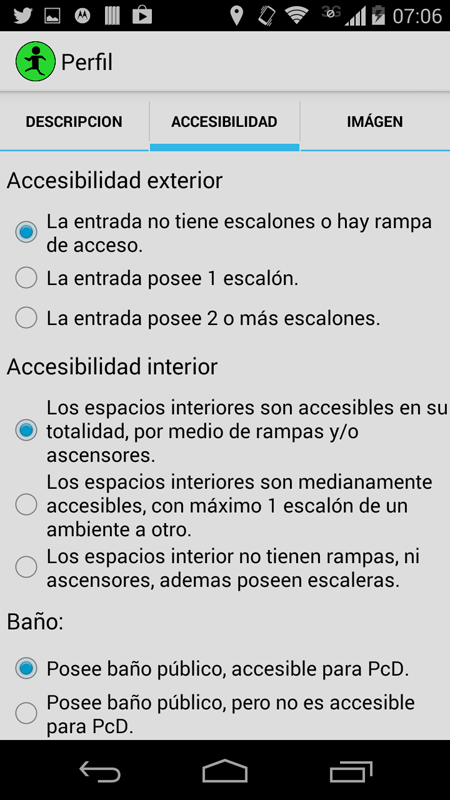 3G
07:06
Perfil
DESCRIPCION
ACCESIBILIDAD
IMÁGEN
Accesibilidad exterior
La entrada no tiene escalones o hay rampa
de acceso.
La entrada posee 1 escalón.
La entrada posee 2 o más escalones.
Accesibilidad interior
Los espacios interiores son accesibles en su
totalidad, por medio de rampas y/o
ascensores.
Los espacios interiores son medianamente
accesibles, con máximo 1 escalón de un
ambiente a otro.
Los espacios interior no tienen rampas, ni
ascensores, ademas poseen escaleras.
Baño:
Posee baño público, accesible para PcD.
Posee baño público, pero no es accesible
para PcD.